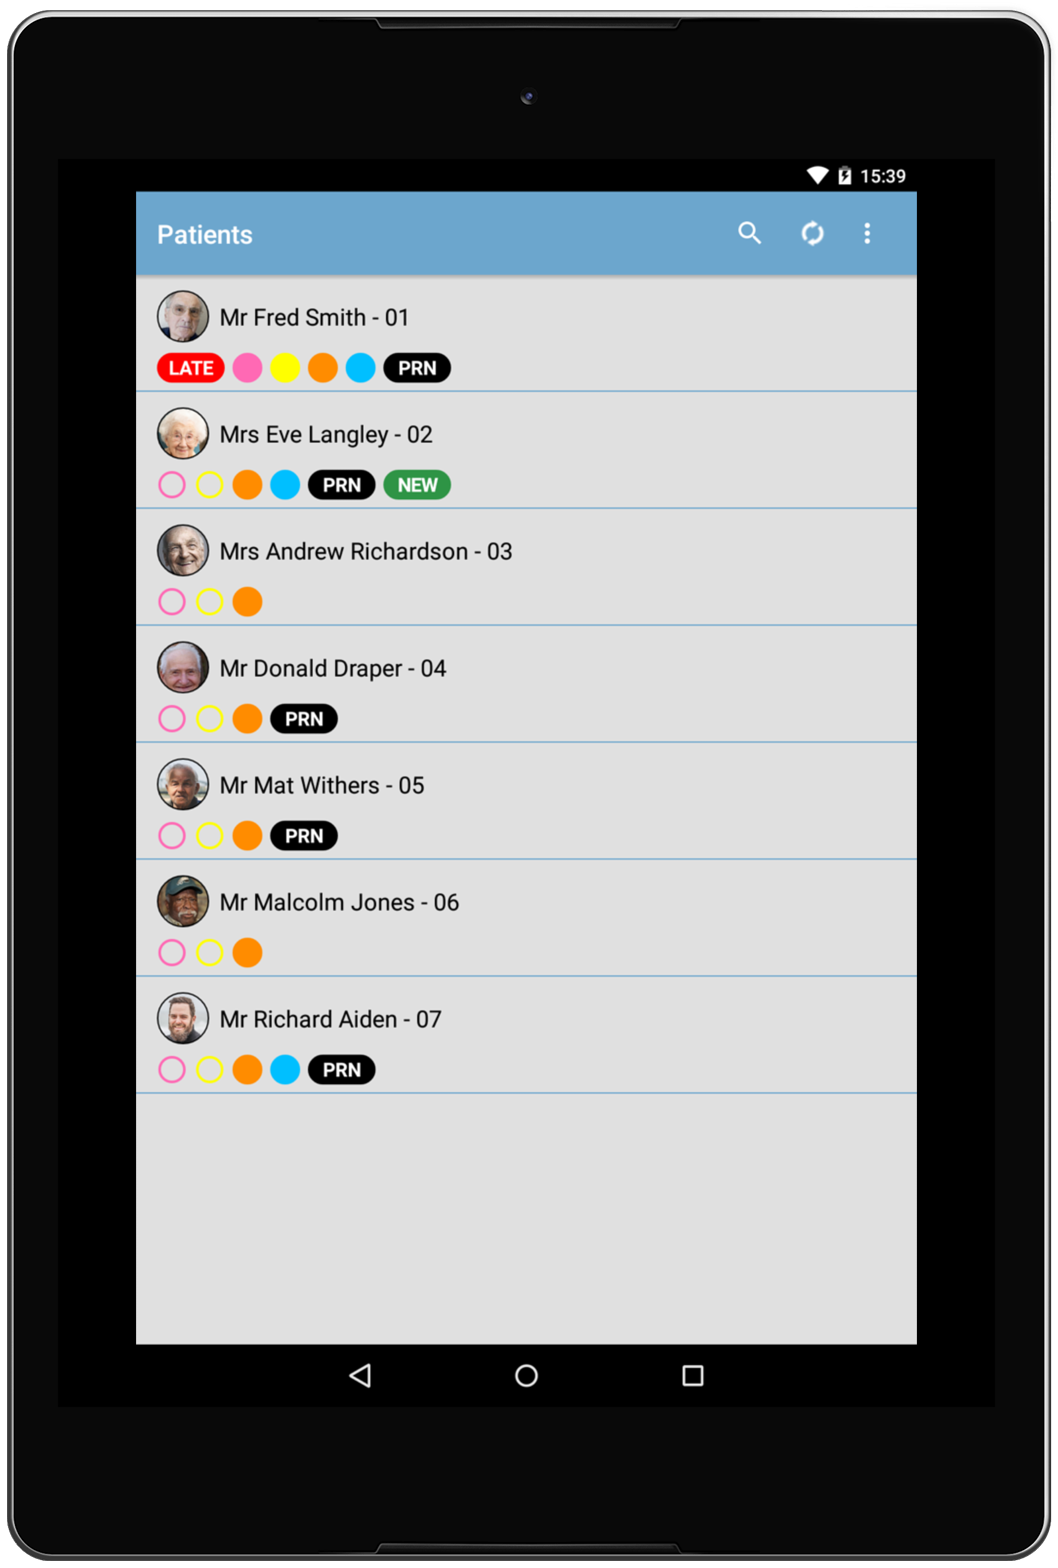 15:39
Patients
Mr Fred Smith - 01
LATE PRN
Mrs Eve Langley - 02
PRN NEW
Mrs Andrew Richardson - 03
Mr Donald Draper - 04
PRN
Mr Mat Withers - 05
PRN
Mr Malcolm Jones - 06
Mr Richard Aiden - 07
PRN